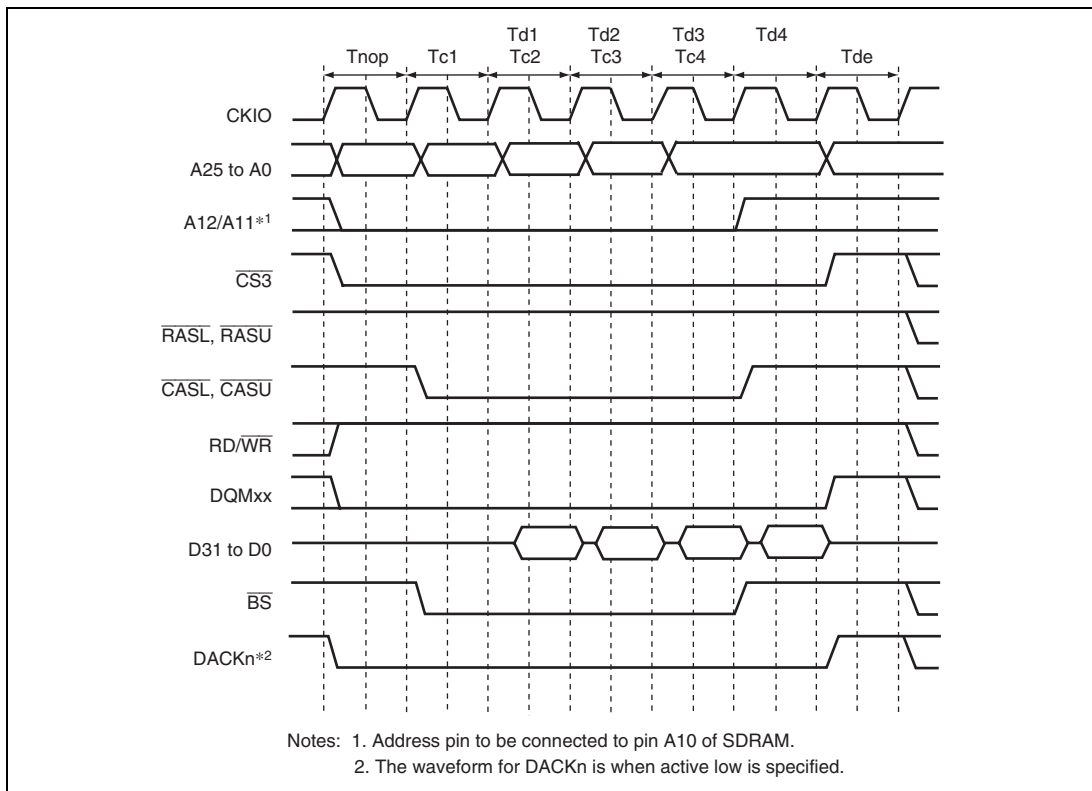 Td1 Td2 Td3 Td4
Tnop Tc1 Tc2 Tc3 Tc4 Tde
CKIO
A25 to A0
A12/A11*1
CS3
RASL, RASU
CASL, CASU
RD/WR
DQMxx
D31 to D0
BS
DACKn*2
Notes: 1. Address pin to be connected to pin A10 of SDRAM.
2. The waveform for DACKn is when active low is specified.